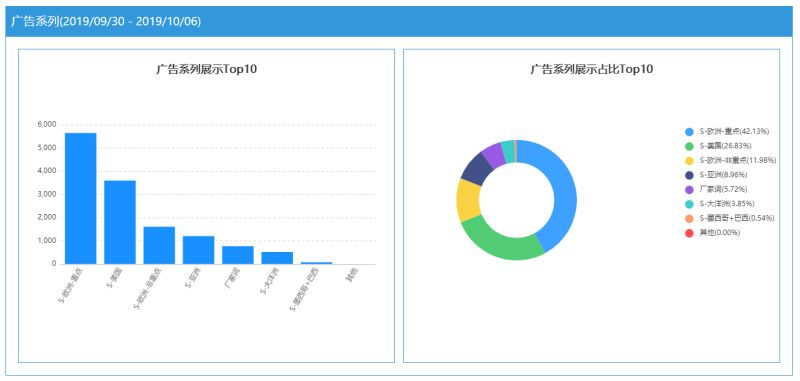 广告系列(2019/09/30 - 2019/10/06)
广告系列展示Top10
6,000
5,000
4,000
3,000
2,000
1,000
0
S-欧洲-重点
S-美国
S-欧洲-非重点
S-亚洲
厂家词
S-大洋洲
S-墨西哥+巴西
其他
广告系列展示占比Top10
S-欧洲-重点(42.13%)
S-美国(26.83%)
S-欧洲-非重点(11.98%)
S-亚洲(8.96%)
厂家词(5.72%)
S-大洋洲(3.85%)
S-墨西哥+巴西(0.54%)
其他(0.00%)